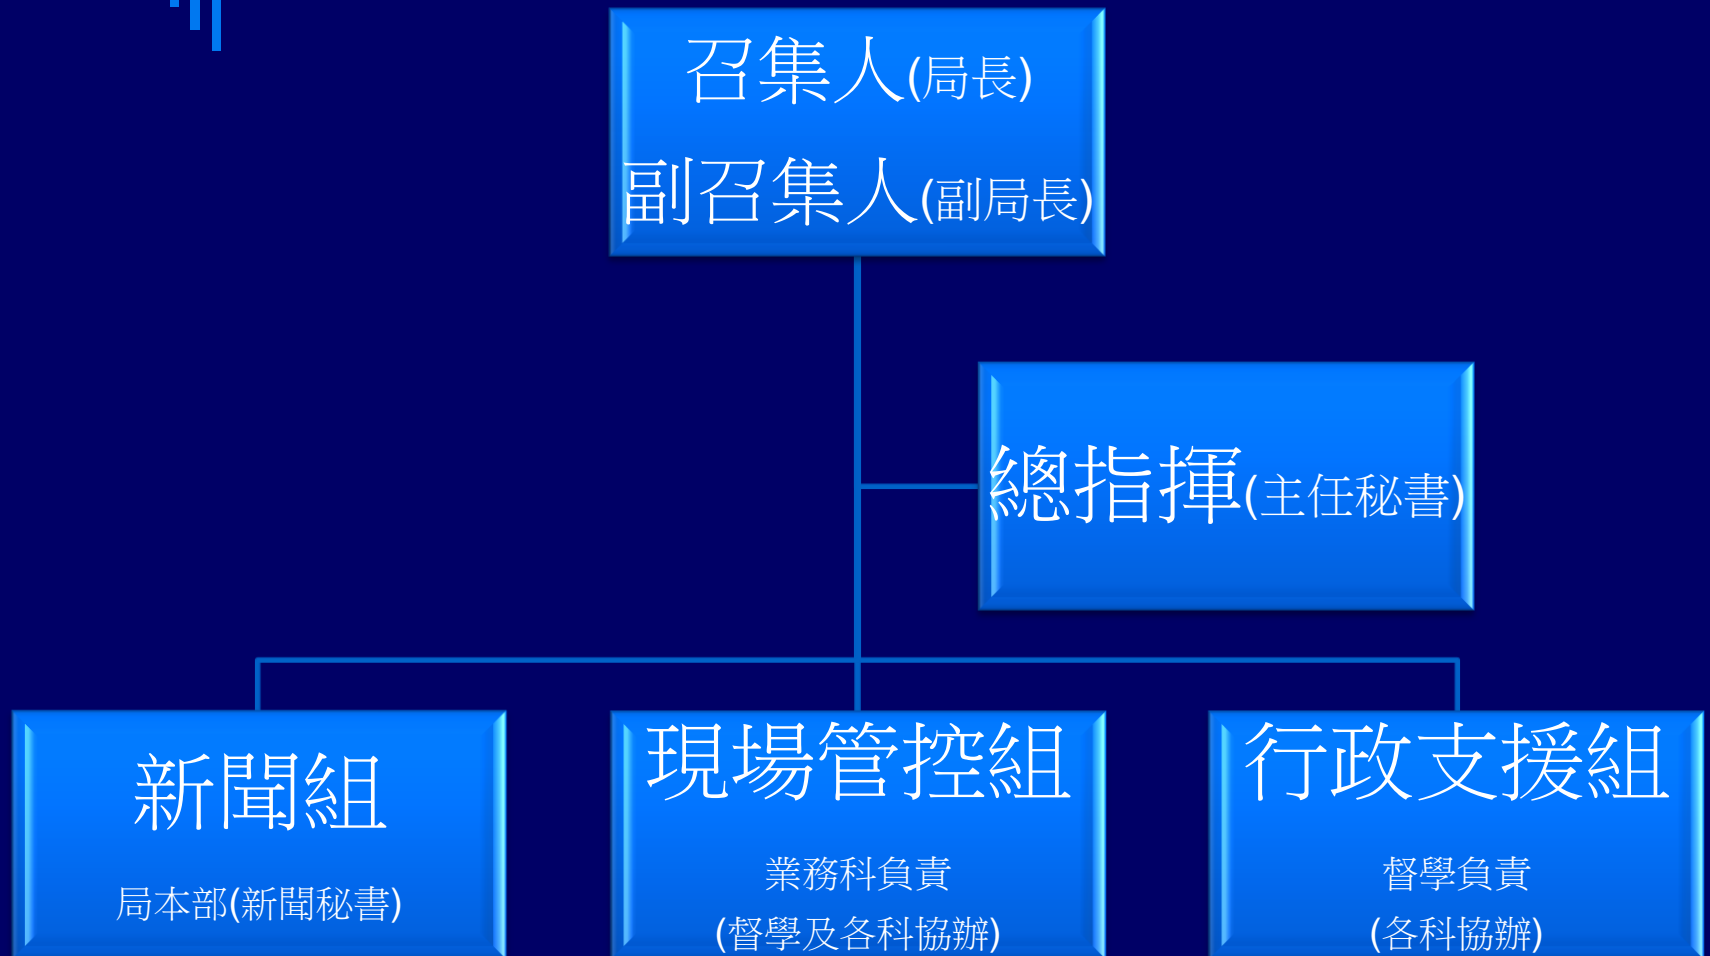 召集人(局長)
副召集人(副局長)
總指揮(主任秘書)
新聞組
局本部(新聞秘書)
現場管控組
業務科負責
(督學及各科協辦)
行政支援組
督學負責
(各科協辦)